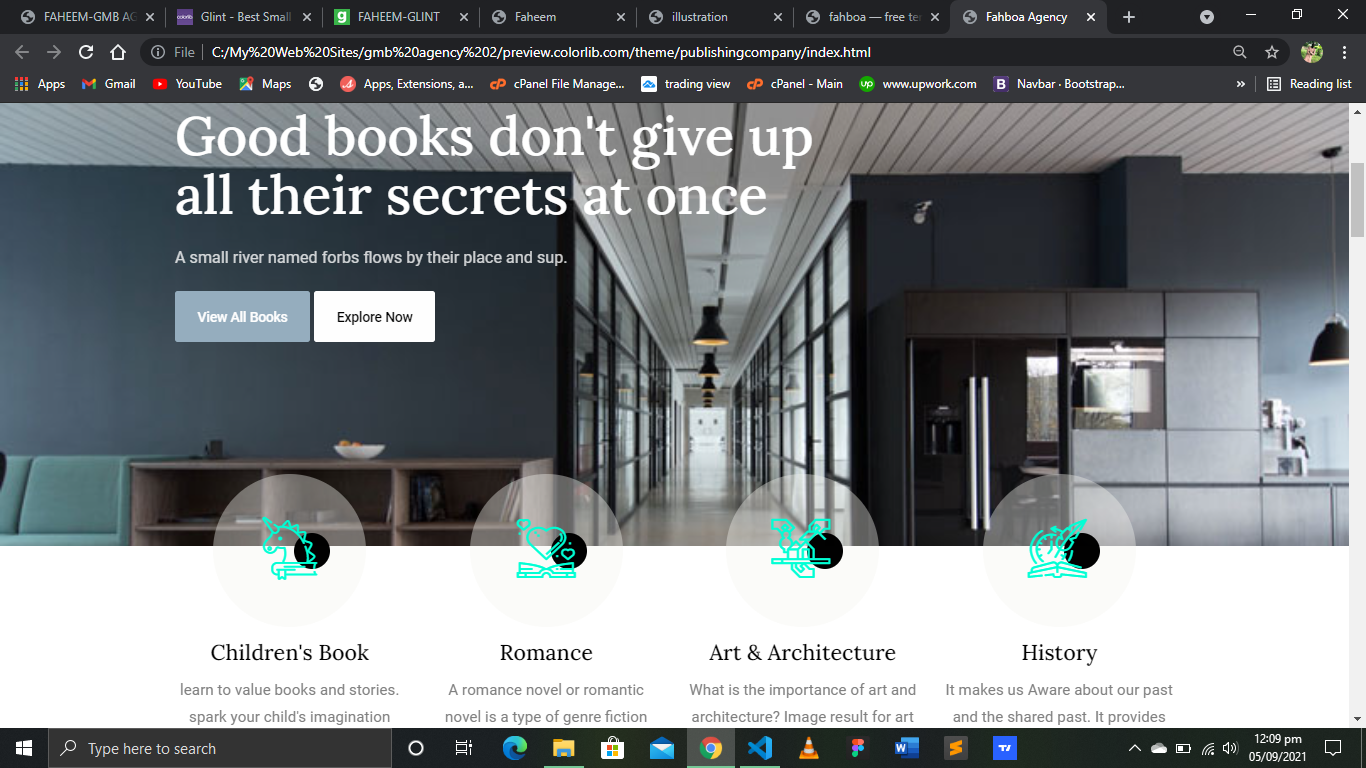 FAHEEM-GMB AG
Glint - Best Small
FAHEEM-GLINT
Faheem
illustration
fahboa — free te
Fahboa Agency
File
C:/My%20Web%20Sites/gmb%20agency%202/preview.colorlib.com/theme/publishingcompany/index.html
Apps
Gmail
YouTube
Maps
Apps, Extensions, a...
cPanel File Manage...
trading view
cPanel - Main
www.upwork.com
Navbar · Bootstrap...
»
Reading list
Good books don't give up
all their secrets at once
A small river named forbs flows by their place and sup.
View All Books
Explore Now
Children's Book
learn to value books and stories.
spark your child's imagination
Romance
A romance novel or romantic
novel is a type of genre fiction
Art & Architecture
What is the importance of art and
architecture? Image result for art
History
It makes us Aware about our past
and the shared past. It provides
Type here to search
12:09 pm
05/09/2021